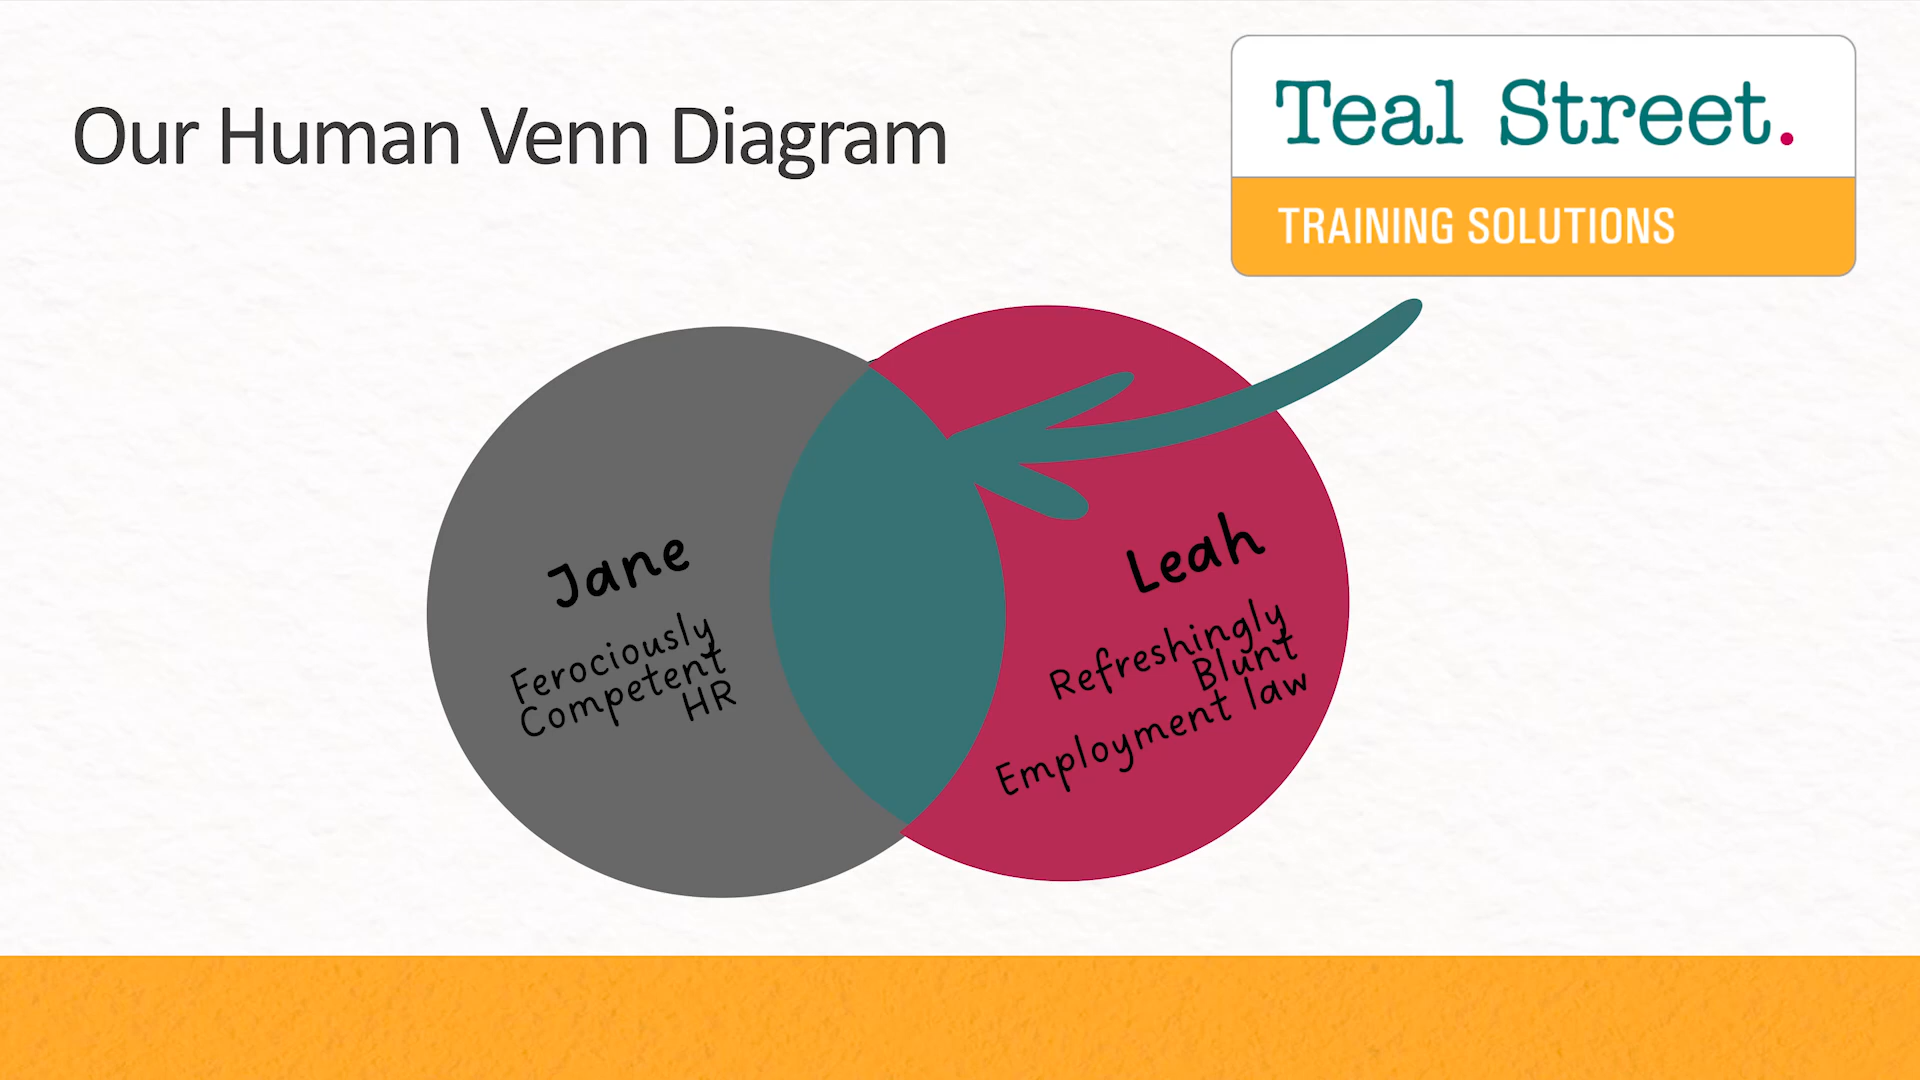 Our Human Venn Diagram
Teal Street.
TRAINING SOLUTIONS
Jane
Ferociously
Competent
HR
Leah
Refreshingly
Blunt
Employment law